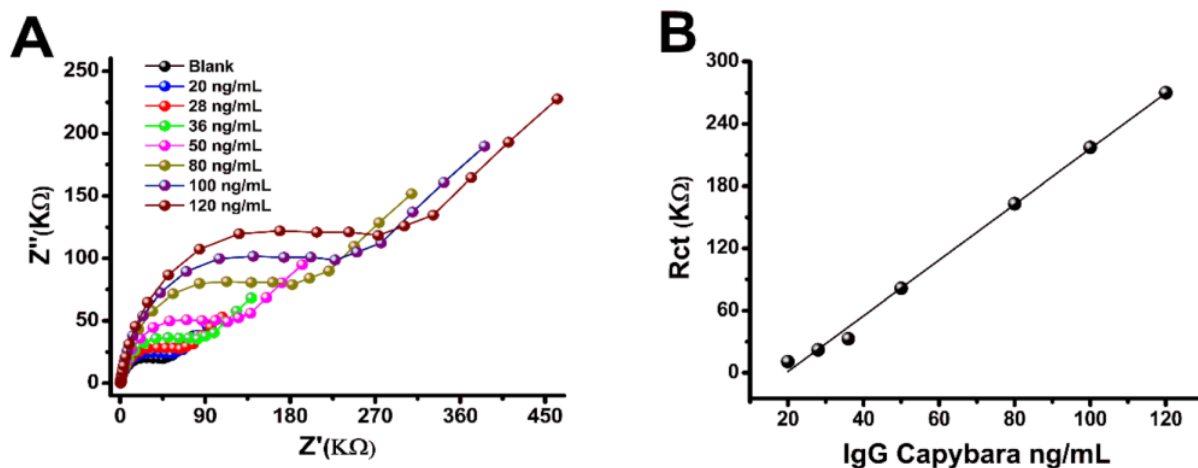 A
Z''(KΩ)
250
200
150
100
50
0
Blank
20 ng/mL
28 ng/mL
36 ng/mL
50 ng/mL
80 ng/mL
100 ng/mL
120 ng/mL
0 90 180 270 360 450
Z'(KΩ)
B
Rct (KΩ)
300
240
180
120
60
0
20 40 60 80 100 120
IgG Capybara ng/mL